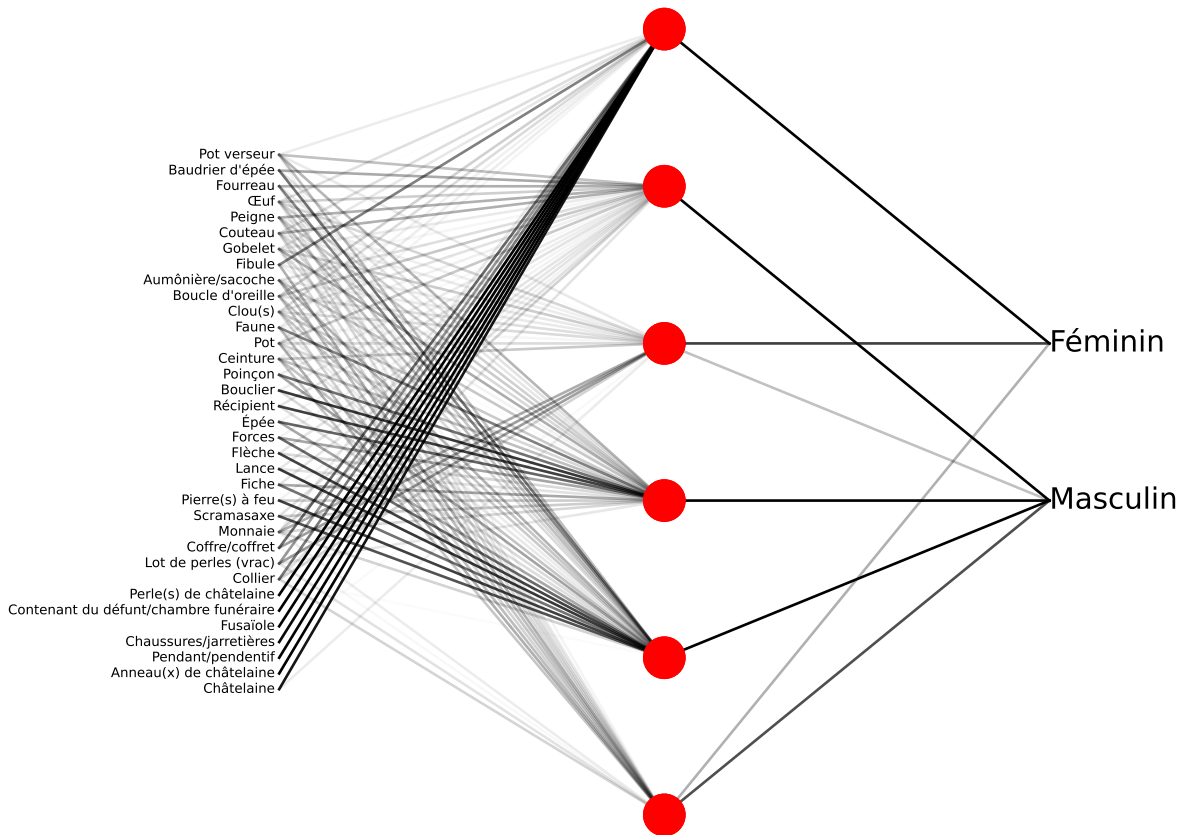 Pot verseur
Baudrier d'épée
Fourreau
Œuf
Peigne
Couteau
Gobelet
Fibule
Aumônière/sacoche
Boucle d'oreille
Clou(s)
Faune
Pot
Ceinture
Poinçon
Bouclier
Récipient
Épée
Forces
Flèche
Lance
Fiche
Pierre(s) à feu
Scramasaxe
Monnaie
Coffre/coffret
Lot de perles (vrac)
Collier
Perle(s) de châtelaine
Contenant du défunt/chambre funéraire
Fusaïole
Chaussures/jarretières
Pendant/pendentif
Anneau(x) de châtelaine
Châtelaine
Féminin
Masculin